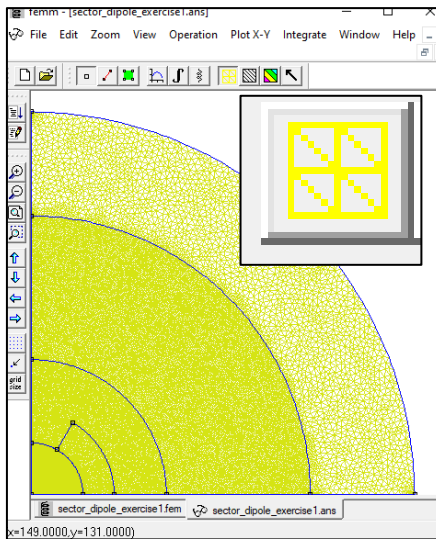 femm - [sector_dipole_exercise1.ans]
File Edit Zoom View Operation Plot X-Y Integrate Window Help
grid
size
sector_dipole_exercise1.fem sector_dipole_exercise1.ans
x=149.0000,y=131.0000)